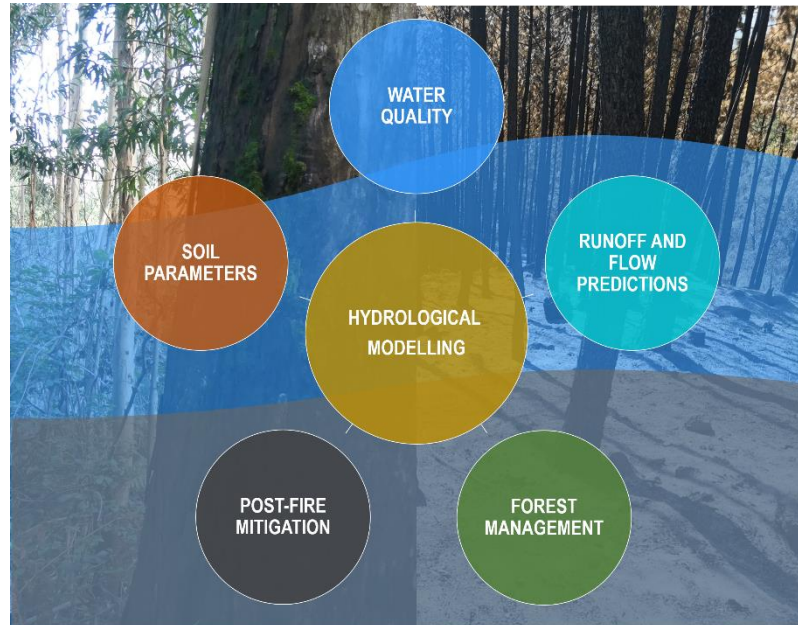 WATER
QUALITY
SOIL
PARAMETERS
RUNOFF AND
FLOW
PREDICTIONS
HYDROLOGICAL
MODELLING
POST-FIRE
MITIGATION
FOREST
MANAGEMENT